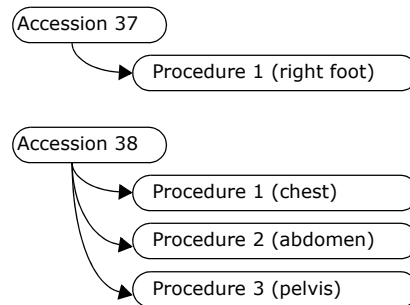 Accession 37
Procedure 1 (right foot)
Accession 38
Procedure 1 (chest)
Procedure 2 (abdomen)
Procedure 3 (pelvis)